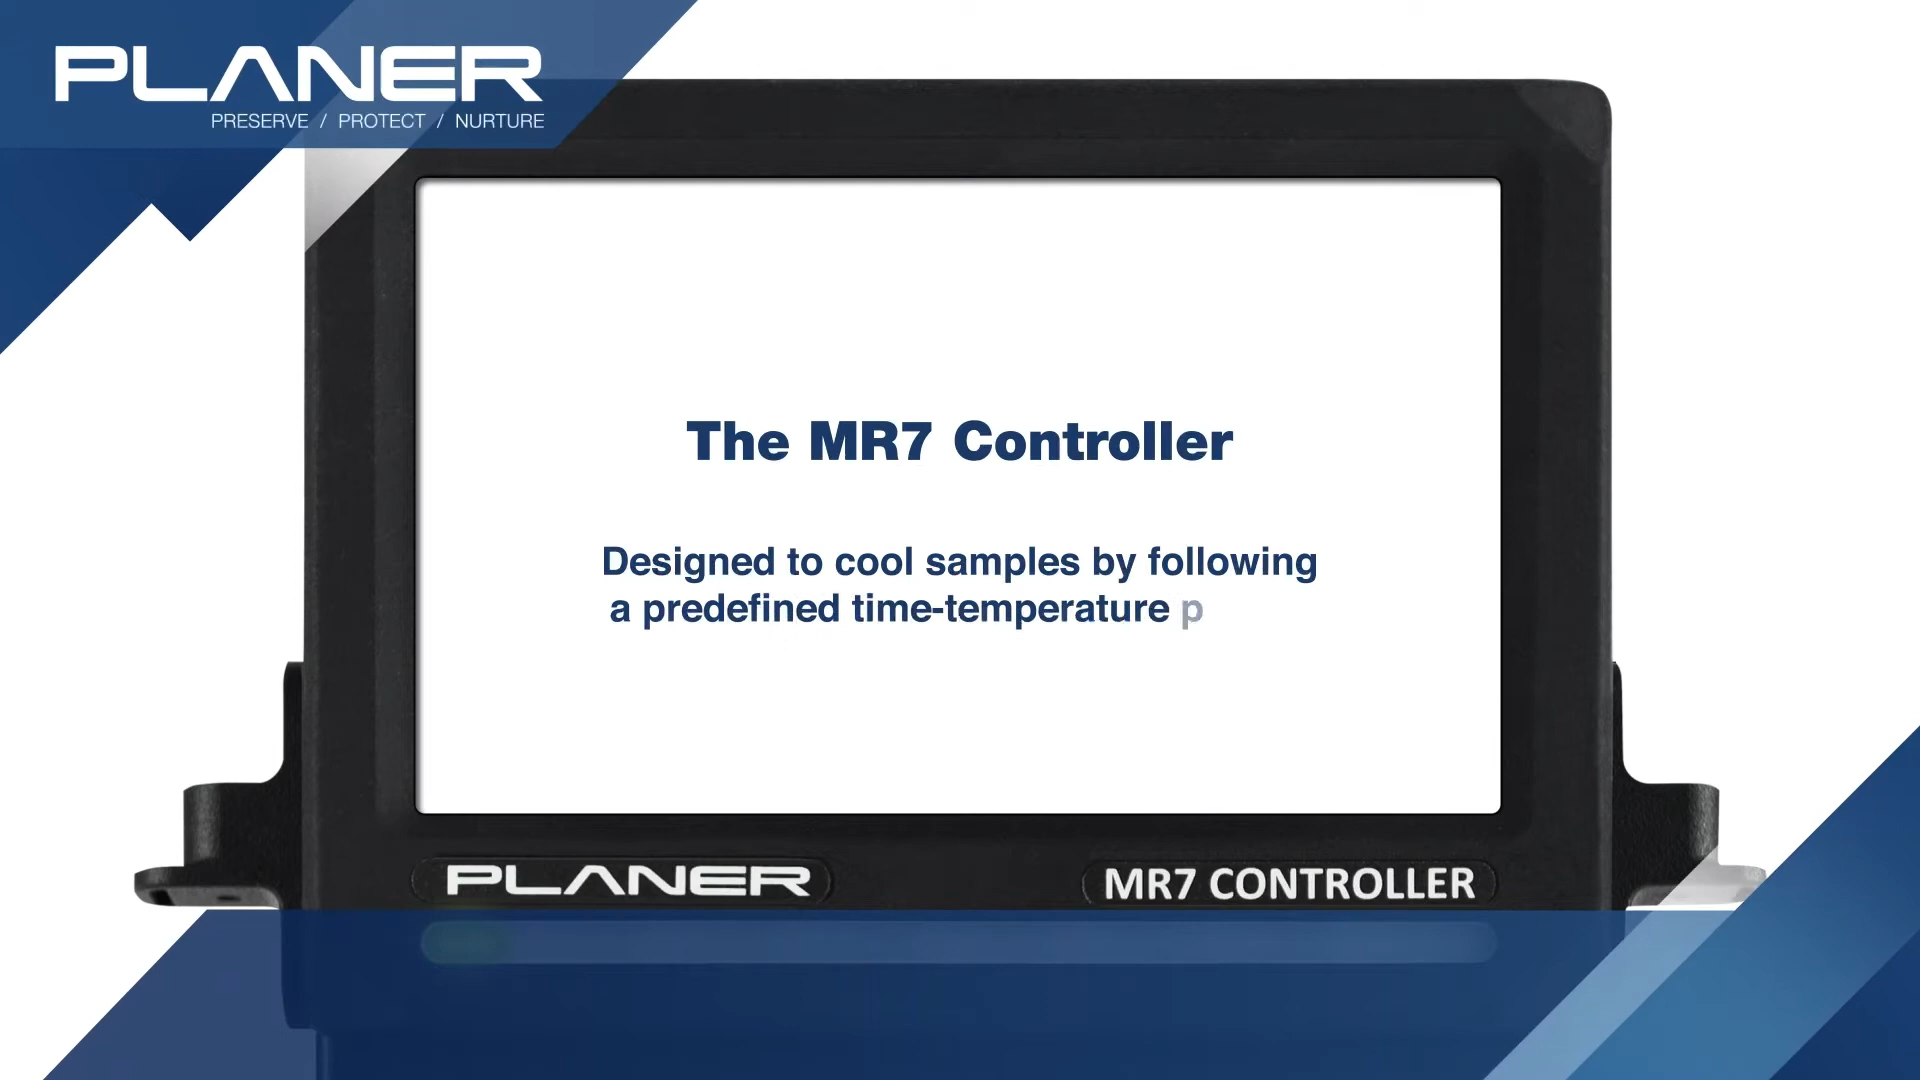 PLANER
PRESERVE / PROTECT / NURTURE
The MR7 Controller
Designed to cool samples by following
a predefined time-temperature p
PLANER
MR7 CONTROLLER